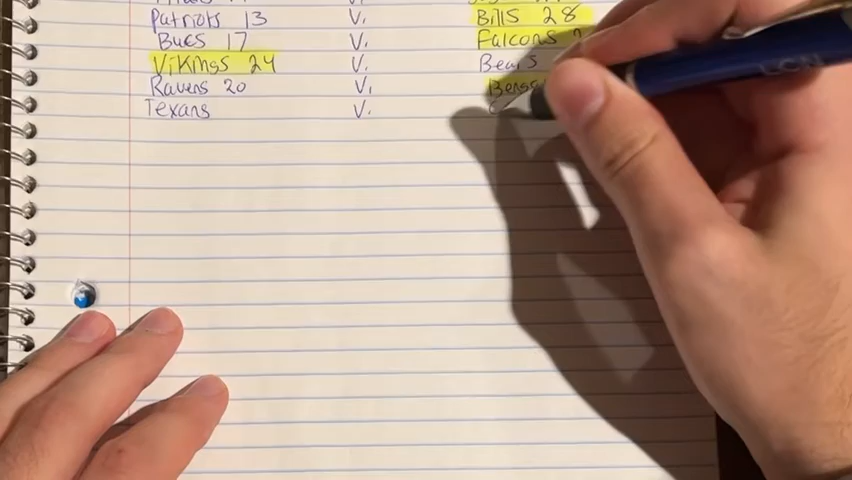 Patriots 13 V. Bills 28
Bucs 17 V. Falcons
Vikings 24 V. Bears
Ravens 20 V.
Texans V.